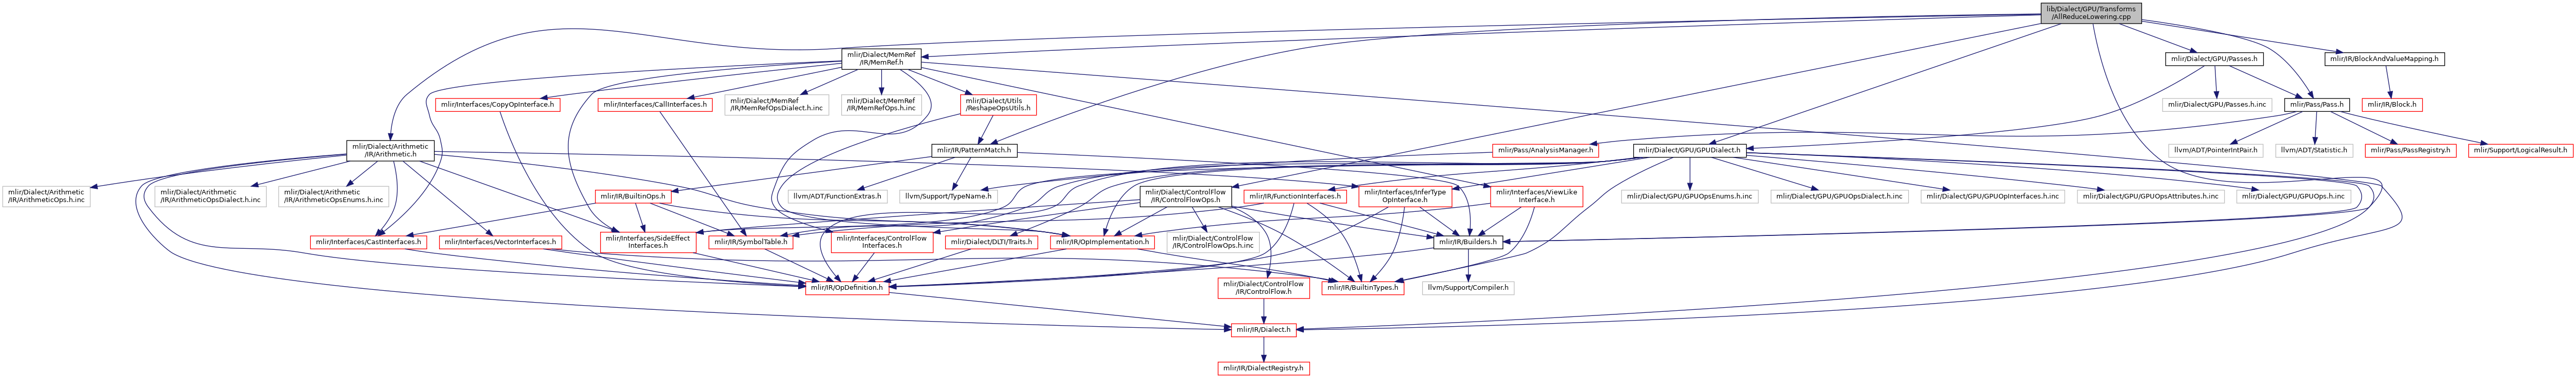 lib/Dialect/GPU/Transforms
/AllReduceLowering.cpp
mlir/Dialect/MemRef
/IR/MemRef.h
mlir/Dialect/GPU/Passes.h
mlir/IR/BlockAndValueMapping.h
mlir/Interfaces/CopyOpInterface.h
mlir/Interfaces/CallInterfaces.h
mlir/Dialect/MemRef
/IR/MemRefOpsDialect.h.inc
mlir/Dialect/MemRef
/IR/MemRefOps.h.inc
mlir/Dialect/Utils
/ReshapeOpsUtils.h
mlir/Dialect/GPU/Passes.h.inc
mlir/Pass/Pass.h
mlir/IR/Block.h
mlir/Dialect/Arithmetic
/IR/Arithmetic.h
mlir/IR/PatternMatch.h
mlir/Pass/AnalysisManager.h
mlir/Dialect/GPU/GPUDialect.h
llvm/ADT/PointerIntPair.h
llvm/ADT/Statistic.h
mlir/Pass/PassRegistry.h
mlir/Support/LogicalResult.h
mlir/Dialect/Arithmetic
/IR/ArithmeticOps.h.inc
mlir/Dialect/Arithmetic
/IR/ArithmeticOpsDialect.h.inc
mlir/Dialect/Arithmetic
/IR/ArithmeticOpsEnums.h.inc
mlir/IR/BuiltinOps.h
llvm/ADT/FunctionExtras.h
llvm/Support/TypeName.h
mlir/Dialect/ControlFlow
/IR/ControlFlowOps.h
mlir/IR/FunctionInterfaces.h
mlir/Interfaces/InferType
OpInterface.h
mlir/Interfaces/ViewLike
Interface.h
mlir/Dialect/GPU/GPUOpsEnums.h.inc
mlir/Dialect/GPU/GPUOpsDialect.h.inc
mlir/Dialect/GPU/GPUOpInterfaces.h.inc
mlir/Dialect/GPU/GPUOpsAttributes.h.inc
mlir/Dialect/GPU/GPUOps.h.inc
mlir/Interfaces/CastInterfaces.h
mlir/Interfaces/VectorInterfaces.h
mlir/Interfaces/SideEffect
Interfaces.h
mlir/IR/SymbolTable.h
mlir/Interfaces/ControlFlow
Interfaces.h
mlir/Dialect/DLTI/Traits.h
mlir/IR/OpImplementation.h
mlir/Dialect/ControlFlow
/IR/ControlFlowOps.h.inc
mlir/IR/Builders.h
mlir/IR/OpDefinition.h
mlir/Dialect/ControlFlow
/IR/ControlFlow.h
mlir/IR/BuiltinTypes.h
llvm/Support/Compiler.h
mlir/IR/Dialect.h
mlir/IR/DialectRegistry.h